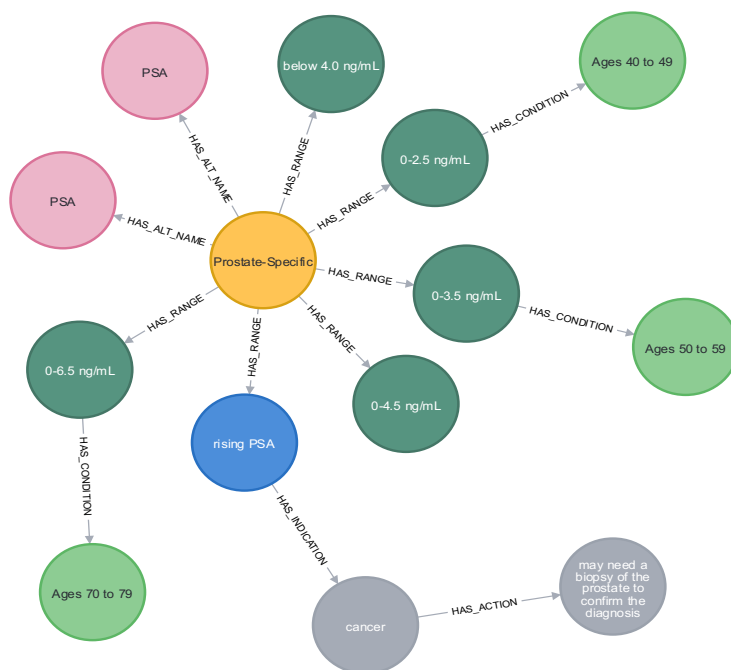 PSA
below 4.0 ng/mL
Ages 40 to 49
HAS_CONDITION
HAS_ALT_NAME
HAS_RANGE
0-2.5 ng/mL
PSA
HAS_ALT_NAME
HAS_RANGE
Prostate-Specific
HAS_RANGE
0-3.5 ng/mL
HAS_CONDITION
Ages 50 to 59
HAS_RANGE
0-6.5 ng/mL
HAS_RANGE
HAS_RANGE
0-4.5 ng/mL
rising PSA
HAS_CONDITION
HAS_INDICATION
Ages 70 to 79
cancer
HAS_ACTION
may need a
biopsy of the
prostate to
confirm the
diagnosis